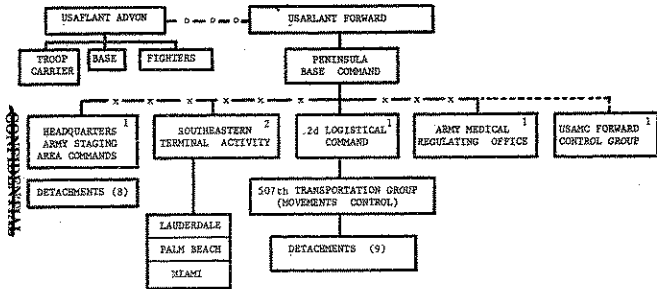 USAFLANT ADVON
USARLANT FORWARD
TROOP
CARRIER
BASE
FIGHTERS
PENINSULA
BASE COMMAND
HEADQUARTERS 1
ARMY STAGING
AREA COMMANDS
SOUTHEASTERN 2
TERMINAL ACTIVITY
.2d LOGISTICAL 1
COMMAND
ARMY MEDICAL 1
REGULATING OFFICE
USAMC FORWARD
CONTROL GROUP 1
DETACHMENTS (8)
507th TRANSPORTATION GROUP
(MOVEMENTS CONTROL)
LAUDERDALE
PALM BEACH
MIAMI
DETACHMENTS (9)
CONFIDENTIAL